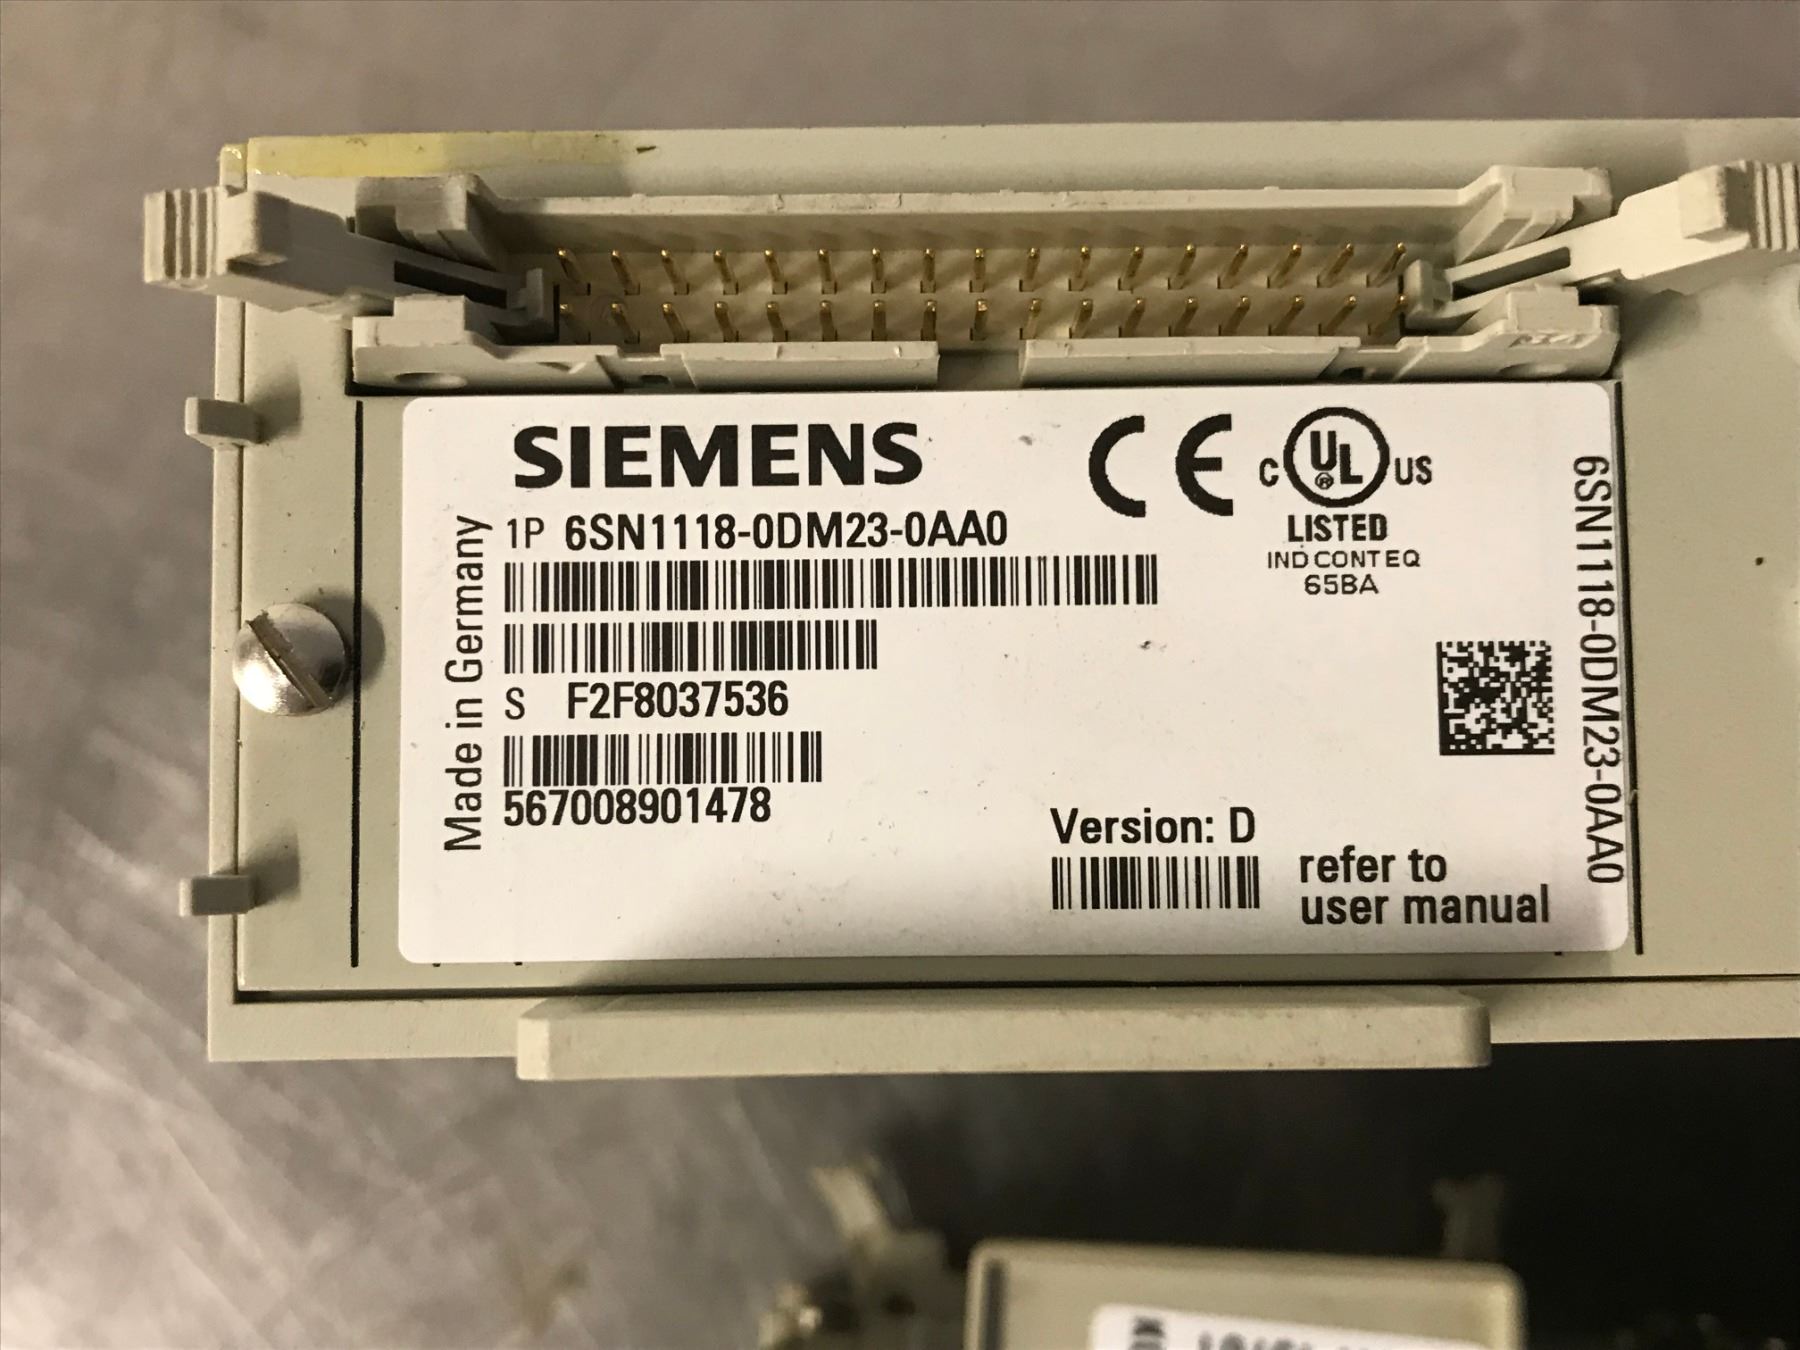 SIEMENS
1P 6SN1118-0DM23-0AA0
S F2F8037536
567008901478
Made in Germany
CE
C UL ® US
LISTED
IND CONT EQ
65BA
Version: D
refer to
user manual
6SN1118-0DM23-0AA0